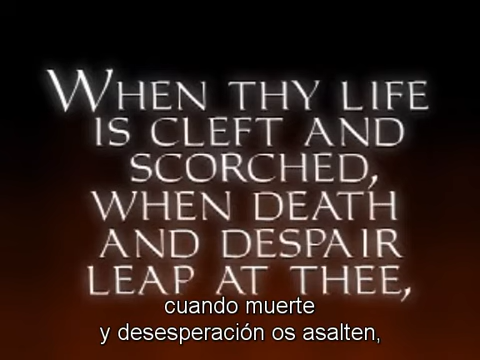 WHEN THY LIFE
IS CLEFT AND
SCORCHED,
WHEN DEATH
AND DESPAIR
LEAP AT THEE,
cuando muerte
y desesperación os asalten,